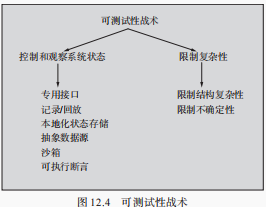 可测试性战术
控制和观察系统状态
限制复杂性
专用接口
记录/回放
本地化状态存储
抽象数据源
沙箱
可执行断言
限制结构复杂性
限制不确定性
图 12.4 可测试性战术